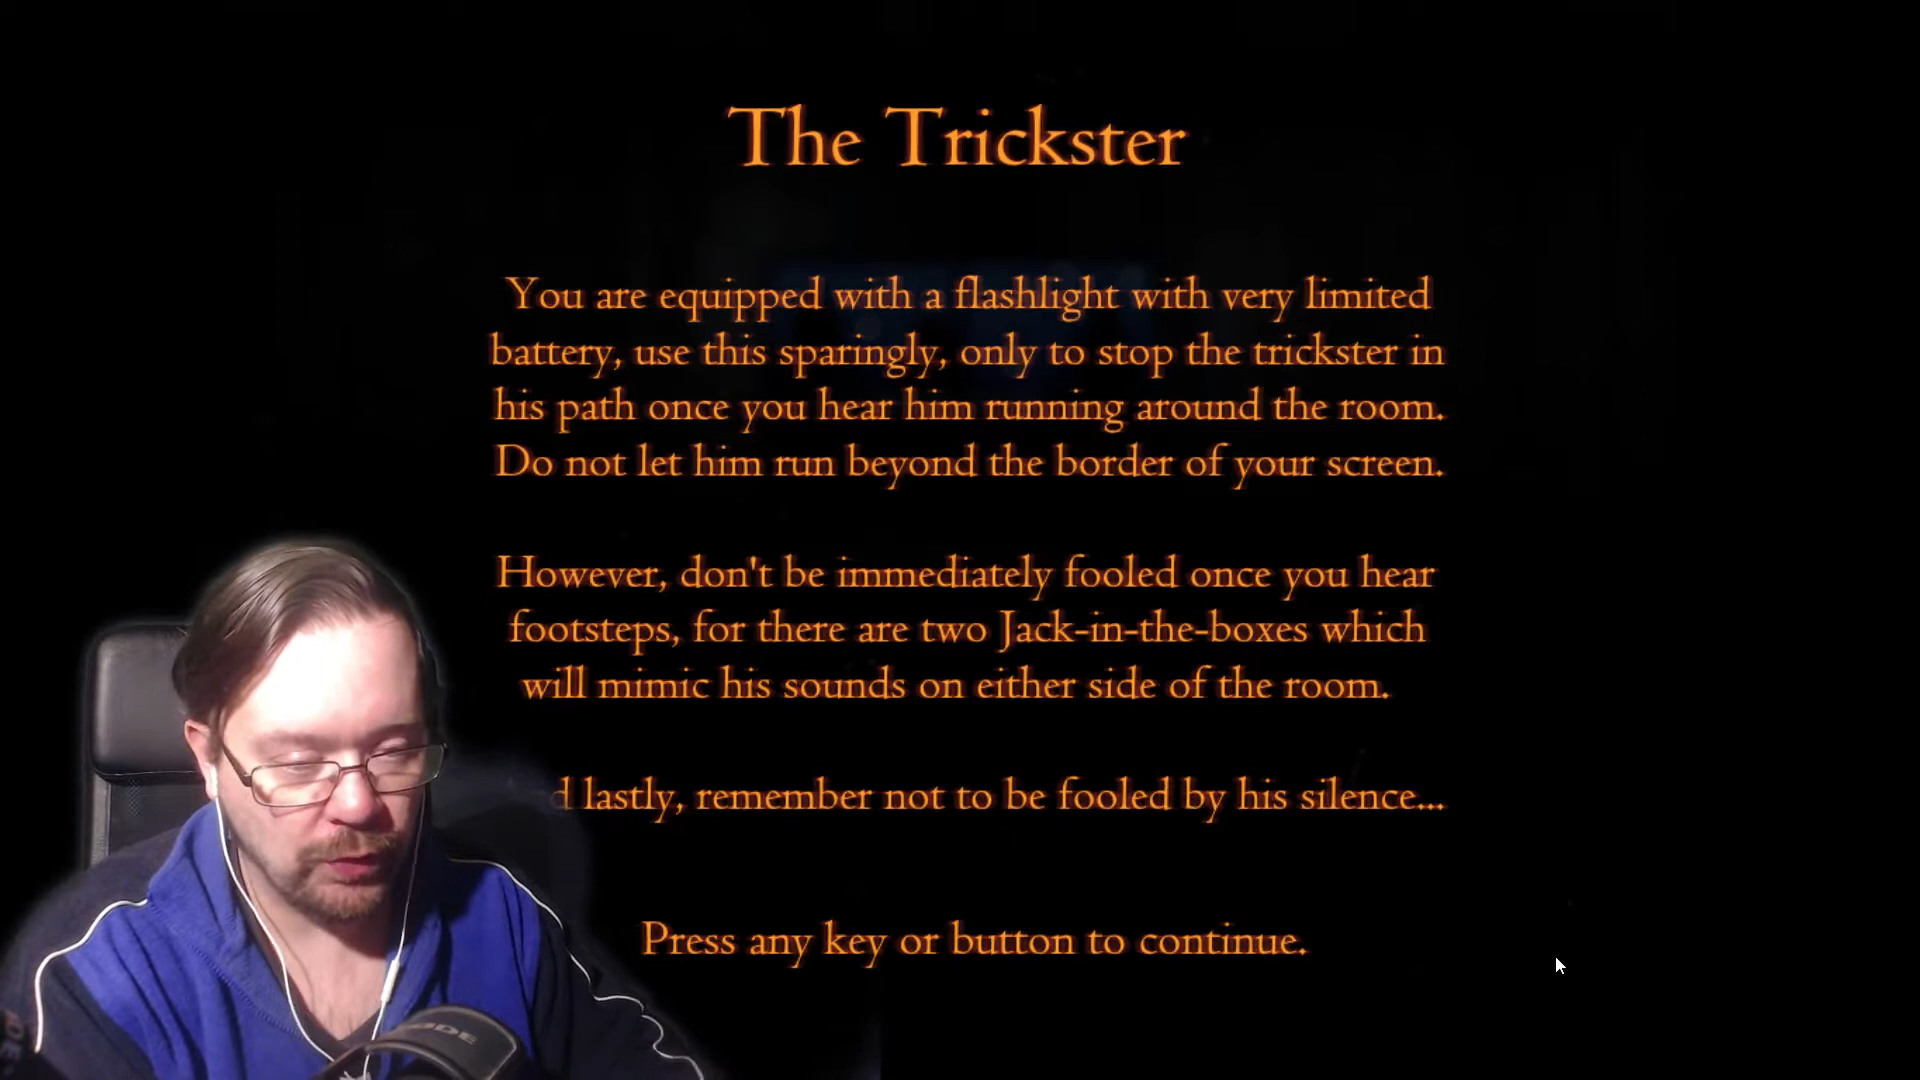 The Trickster
You are equipped with a flashlight with very limited
battery, use this sparingly, only to stop the trickster in
his path once you hear him running around the room.
Do not let him run beyond the border of your screen.
However, don't be immediately fooled once you hear
footsteps, for there are two Jack-in-the-boxes which
will mimic his sounds on either side of the room.
lastly, remember not to be fooled by his silence...
Press any key or button to continue.